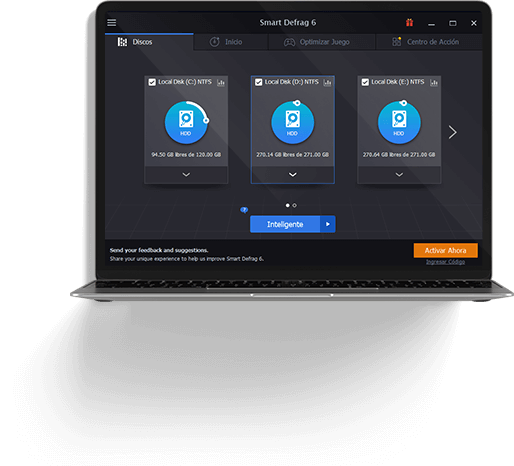 Smart Defrag 6
Discos
Inicio
Optimizar Juego
Centro de Acción
Local Disk (C:) NTFS
HDD
94.50 GB libres de 120.00 GB
Local Disk (D:) NTFS
HDD
270.14 GB libres de 271.00 GB
Local Disk (E:) NTFS
HDD
270.64 GB libres de 271.00 GB
Inteligente
Send your feedback and suggestions.
Share your unique experience to help us improve Smart Defrag 6.
Activar Ahora
Ingresar Código